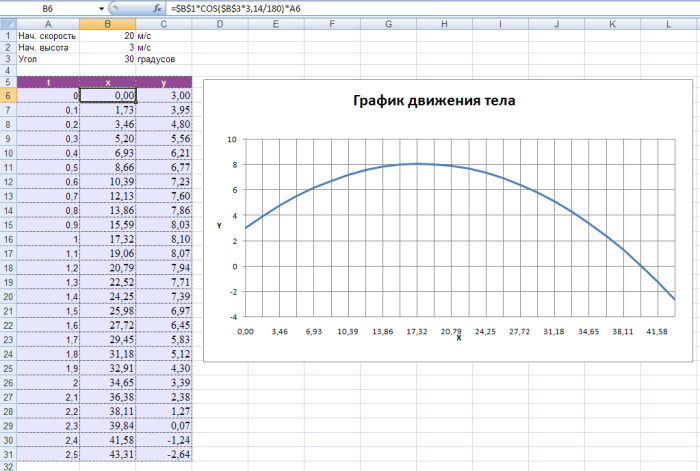 B6 fx =$B$1*COS($B$3*3,14/180)*A6
A B C D E F G H I J K L
1 Нач. скорость 20 м/с
2 Нач. высота 3 м/с
3 Угол 30 градусов
4
5 t x y
6 0 0,00 3,00
7 0,1 1,73 3,95
8 0,2 3,46 4,80
9 0,3 5,20 5,56
10 0,4 6,93 6,21
11 0,5 8,66 6,77
12 0,6 10,39 7,23
13 0,7 12,13 7,60
14 0,8 13,86 7,86
15 0,9 15,59 8,03
16 1 17,32 8,10
17 1,1 19,06 8,07
18 1,2 20,79 7,94
19 1,3 22,52 7,71
20 1,4 24,25 7,39
21 1,5 25,98 6,97
22 1,6 27,72 6,45
23 1,7 29,45 5,83
24 1,8 31,18 5,12
25 1,9 32,91 4,30
26 2 34,65 3,39
27 2,1 36,38 2,38
28 2,2 38,11 1,27
29 2,3 39,84 0,07
30 2,4 41,58 -1,24
31 2,5 43,31 -2,64
32
График движения тела
10
8
6
4
2
0
-2
-4
Y
0,00 3,46 6,93 10,39 13,86 17,32 20,79 24,25 27,72 31,18 34,65 38,11 41,58
X